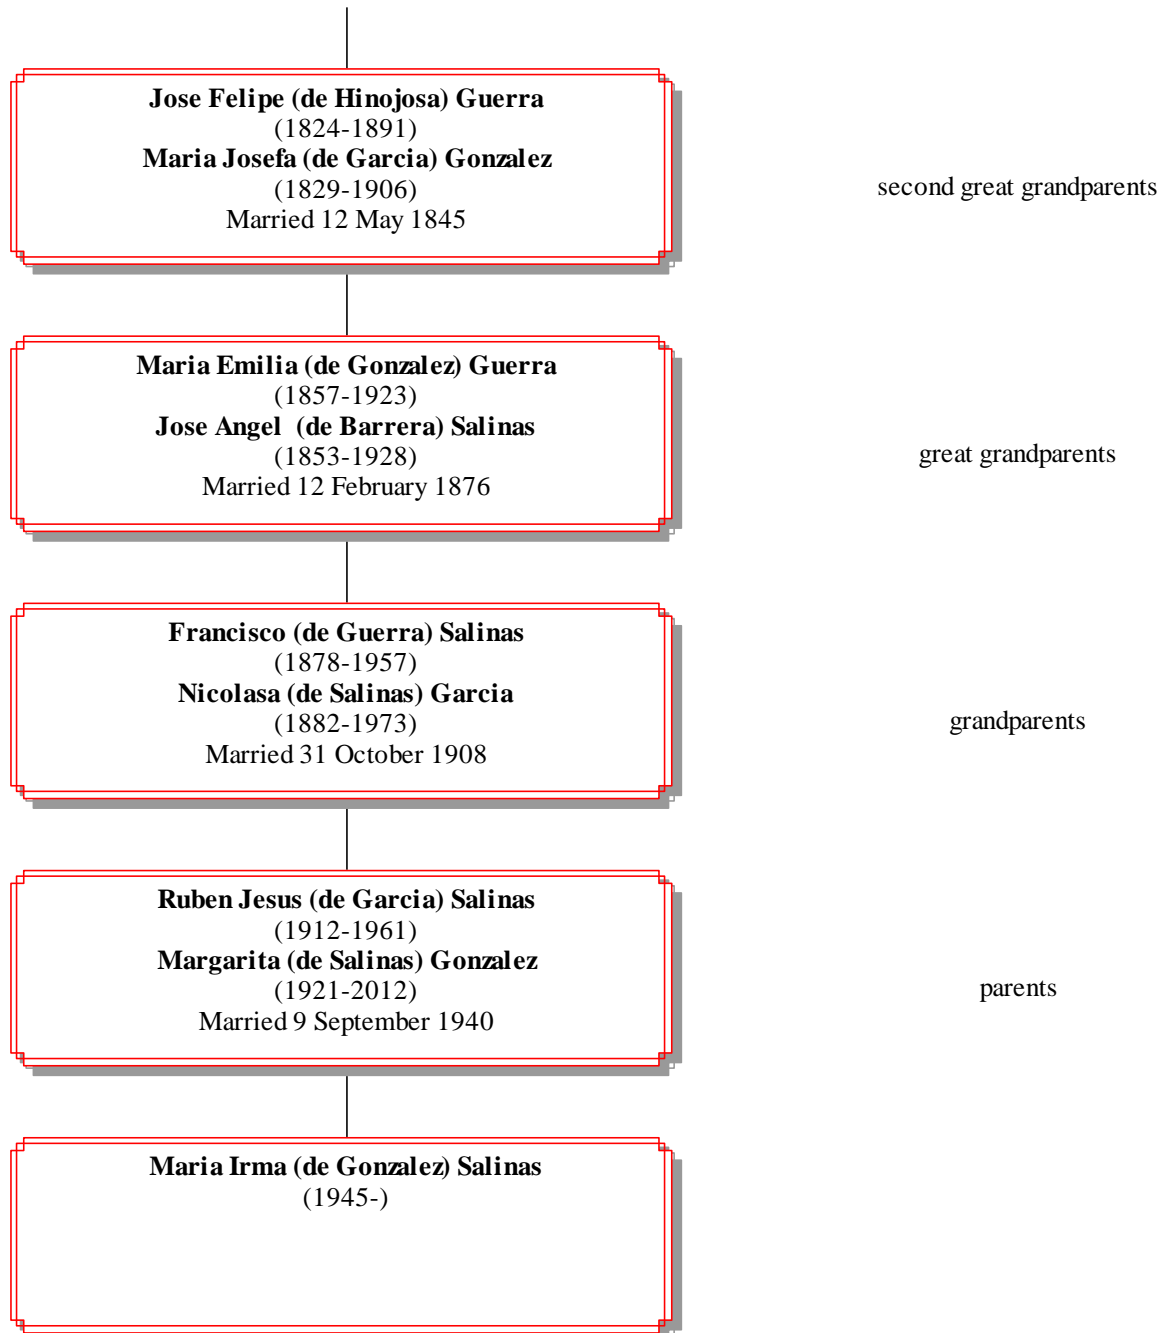 Jose Felipe (de Hinojosa) Guerra
(1824-1891)
Maria Josefa (de Garcia) Gonzalez
(1829-1906)
Married 12 May 1845
second great grandparents
Maria Emilia (de Gonzalez) Guerra
(1857-1923)
Jose Angel  (de Barrera) Salinas
(1853-1928)
Married 12 February 1876
great grandparents
Francisco (de Guerra) Salinas
(1878-1957)
Nicolasa (de Salinas) Garcia
(1882-1973)
Married 31 October 1908
grandparents
Ruben Jesus (de Garcia) Salinas
(1912-1961)
Margarita (de Salinas) Gonzalez
(1921-2012)
Married 9 September 1940
parents
Maria Irma (de Gonzalez) Salinas
(1945-)